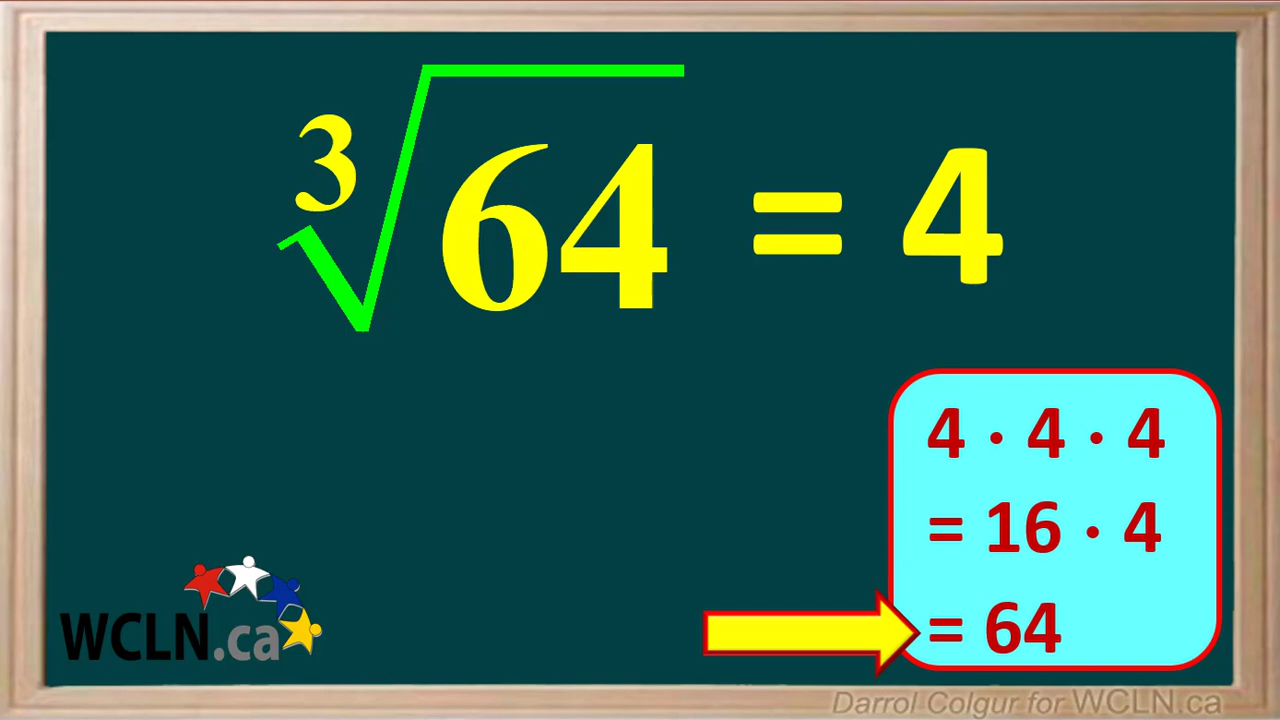 ∛64 = 4
4 · 4 · 4
= 16 · 4
= 64
WCLN.ca
Darrol Colgur for WCLN.ca